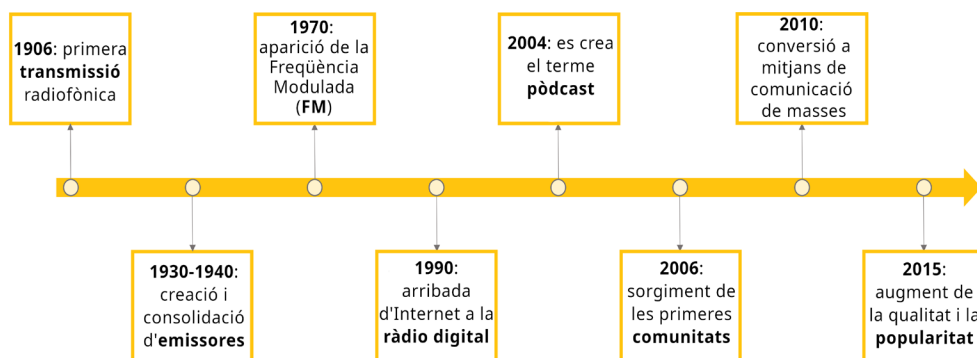 1906: primera
transmissió
radiofònica
1930-1940:
creació i
consolidació
d'emissores
1970:
aparició de la
Freqüència
Modulada
(FM)
1990:
arribada
d'Internet a la
ràdio digital
2004: es crea
el terme
pòdcast
2006:
sorgiment de
les primeres
comunitats
2010:
conversió a
mitjans de
comunicació
de masses
2015:
augment de
la qualitat i la
popularitat